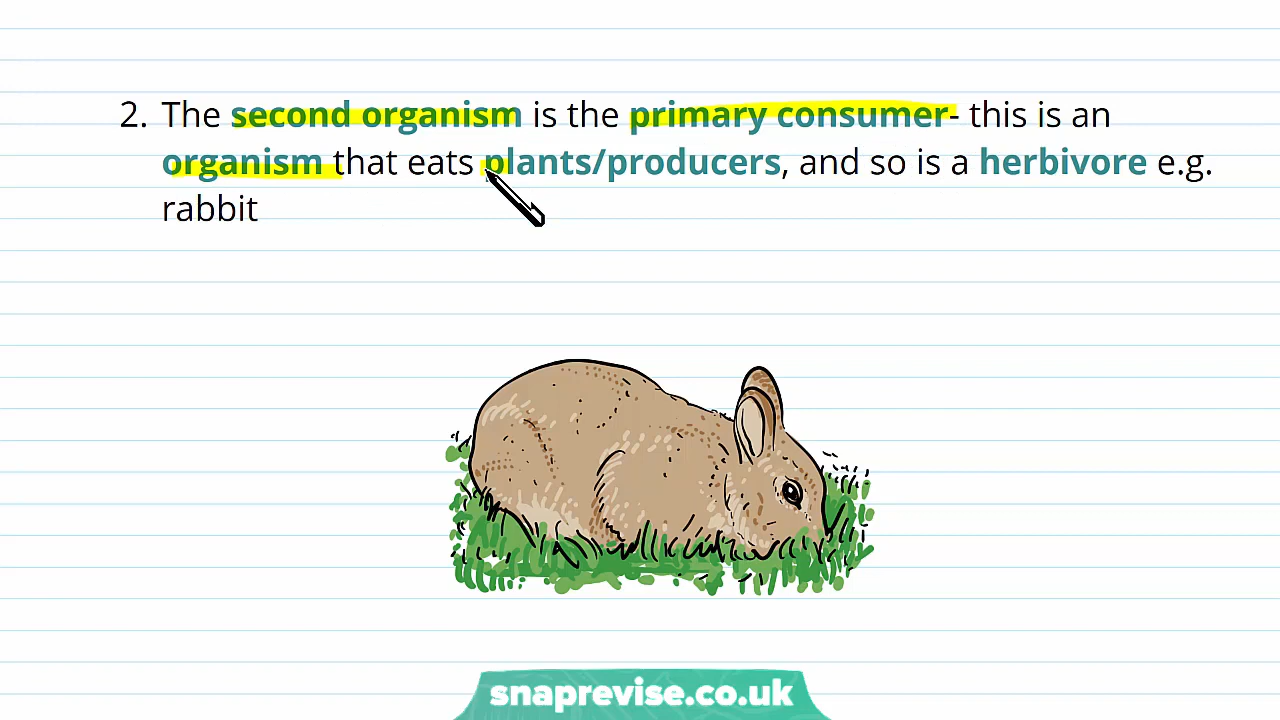 2. The second organism is the primary consumer- this is an
organism that eats plants/producers, and so is a herbivore e.g.
rabbit
snaprevise.co.uk